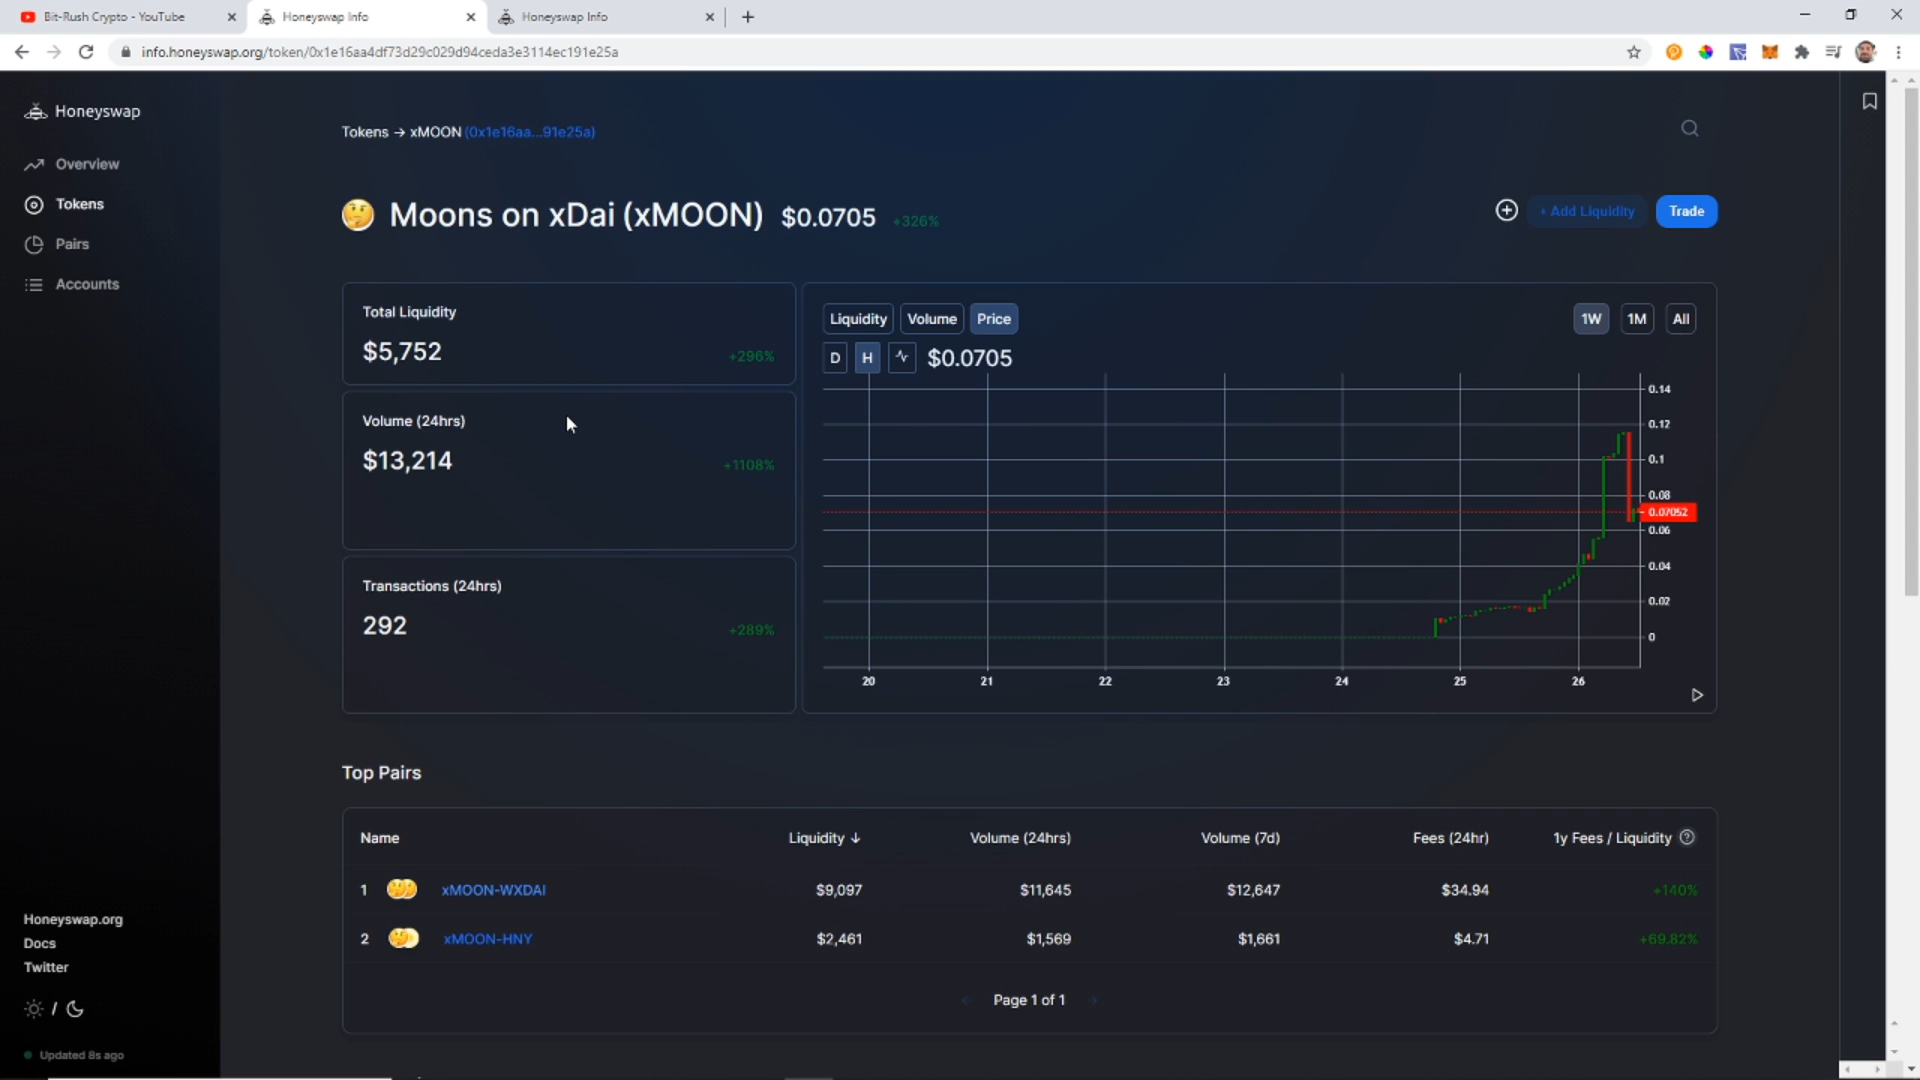 Bit-Rush Crypto - YouTube
Honeyswap Info
Honeyswap Info
info.honeyswap.org/token/0x1e16aa4df73d29c029d94ceda3e3114ec191e25a
Honeyswap
Overview
Tokens
Pairs
Accounts
Tokens → xMOON (0x1e16aa...91e25a)
Moons on xDai (xMOON) $0.0705 +326%
+ Add Liquidity
Trade
Total Liquidity
$5,752 +296%
Volume (24hrs)
$13,214 +1108%
Transactions (24hrs)
292 +289%
Liquidity Volume Price
1W 1M All
D H $0.0705
0.14
0.12
0.1
0.08
0.07052
0.06
0.04
0.02
0
20 21 22 23 24 25 26
Top Pairs
Name Liquidity ↓ Volume (24hrs) Volume (7d) Fees (24hr) 1y Fees / Liquidity ?
1 xMOON-WXDAI $9,097 $11,645 $12,647 $34.94 +140%
2 xMOON-HNY $2,461 $1,569 $1,661 $4.71 +69.82%
← Page 1 of 1 →
Honeyswap.org
Docs
Twitter
/
Updated 8s ago